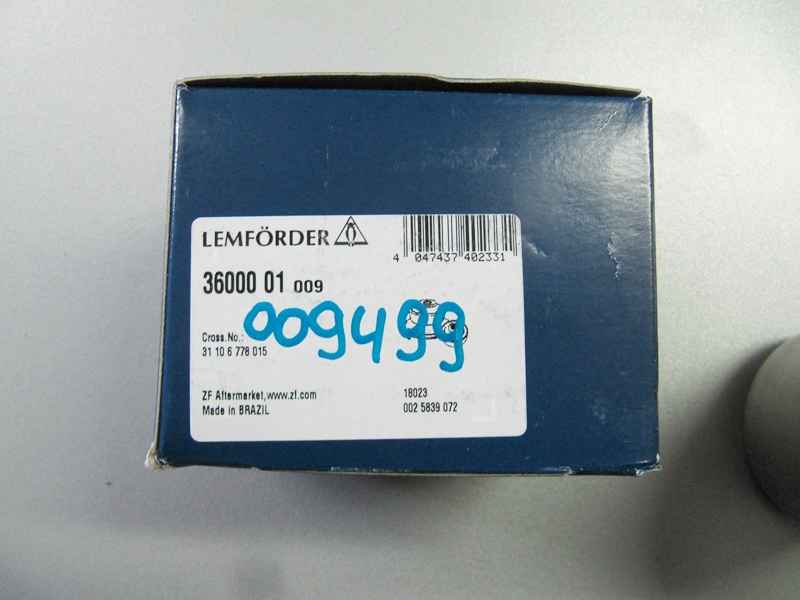 LEMFÖRDER
4 047437 402331
36000 01 009
009499
Cross.No.:
31 10 6 778 015
ZF Aftermarket,www.zf.com 18023
Made in BRAZIL 002 5839 072